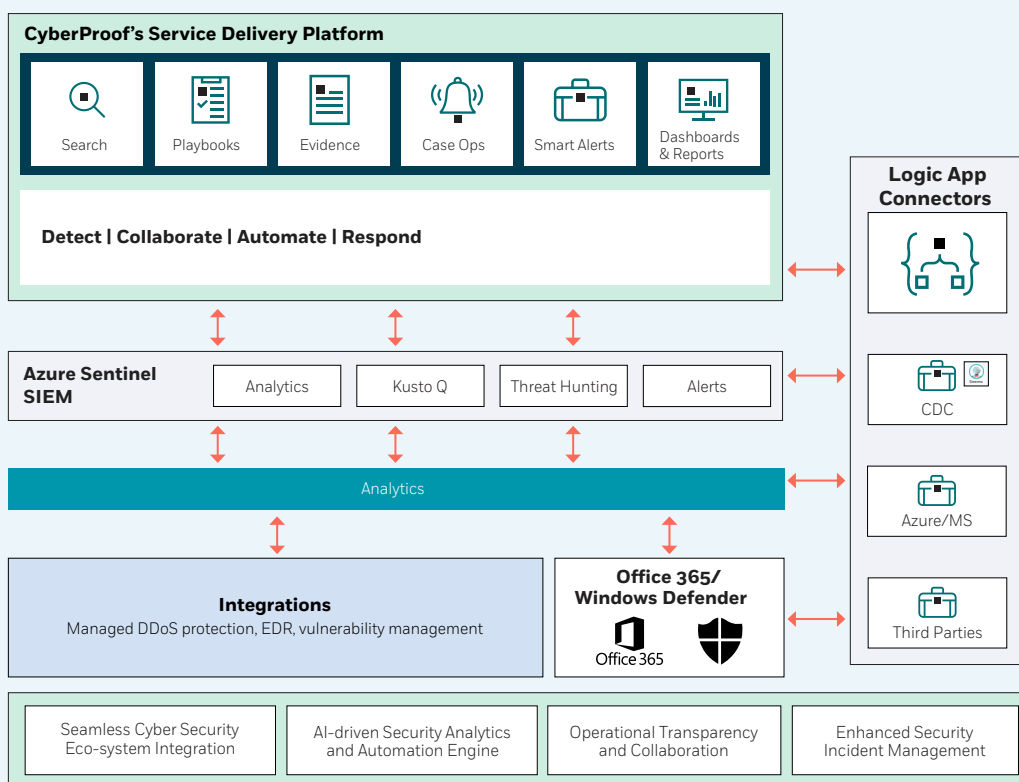 CyberProof's Service Delivery Platform
Search
Playbooks
Evidence
Case Ops
Smart Alerts
Dashboards
& Reports
Detect | Collaborate | Automate | Respond
Logic App
Connectors
CDC
Azure/MS
Third Parties
Azure Sentinel
SIEM
Analytics
Kusto Q
Threat Hunting
Alerts
Analytics
Integrations
Managed DDoS protection, EDR, vulnerability management
Office 365/
Windows Defender
Office 365
Seamless Cyber Security
Eco-system Integration
AI-driven Security Analytics
and Automation Engine
Operational Transparency
and Collaboration
Enhanced Security
Incident Management